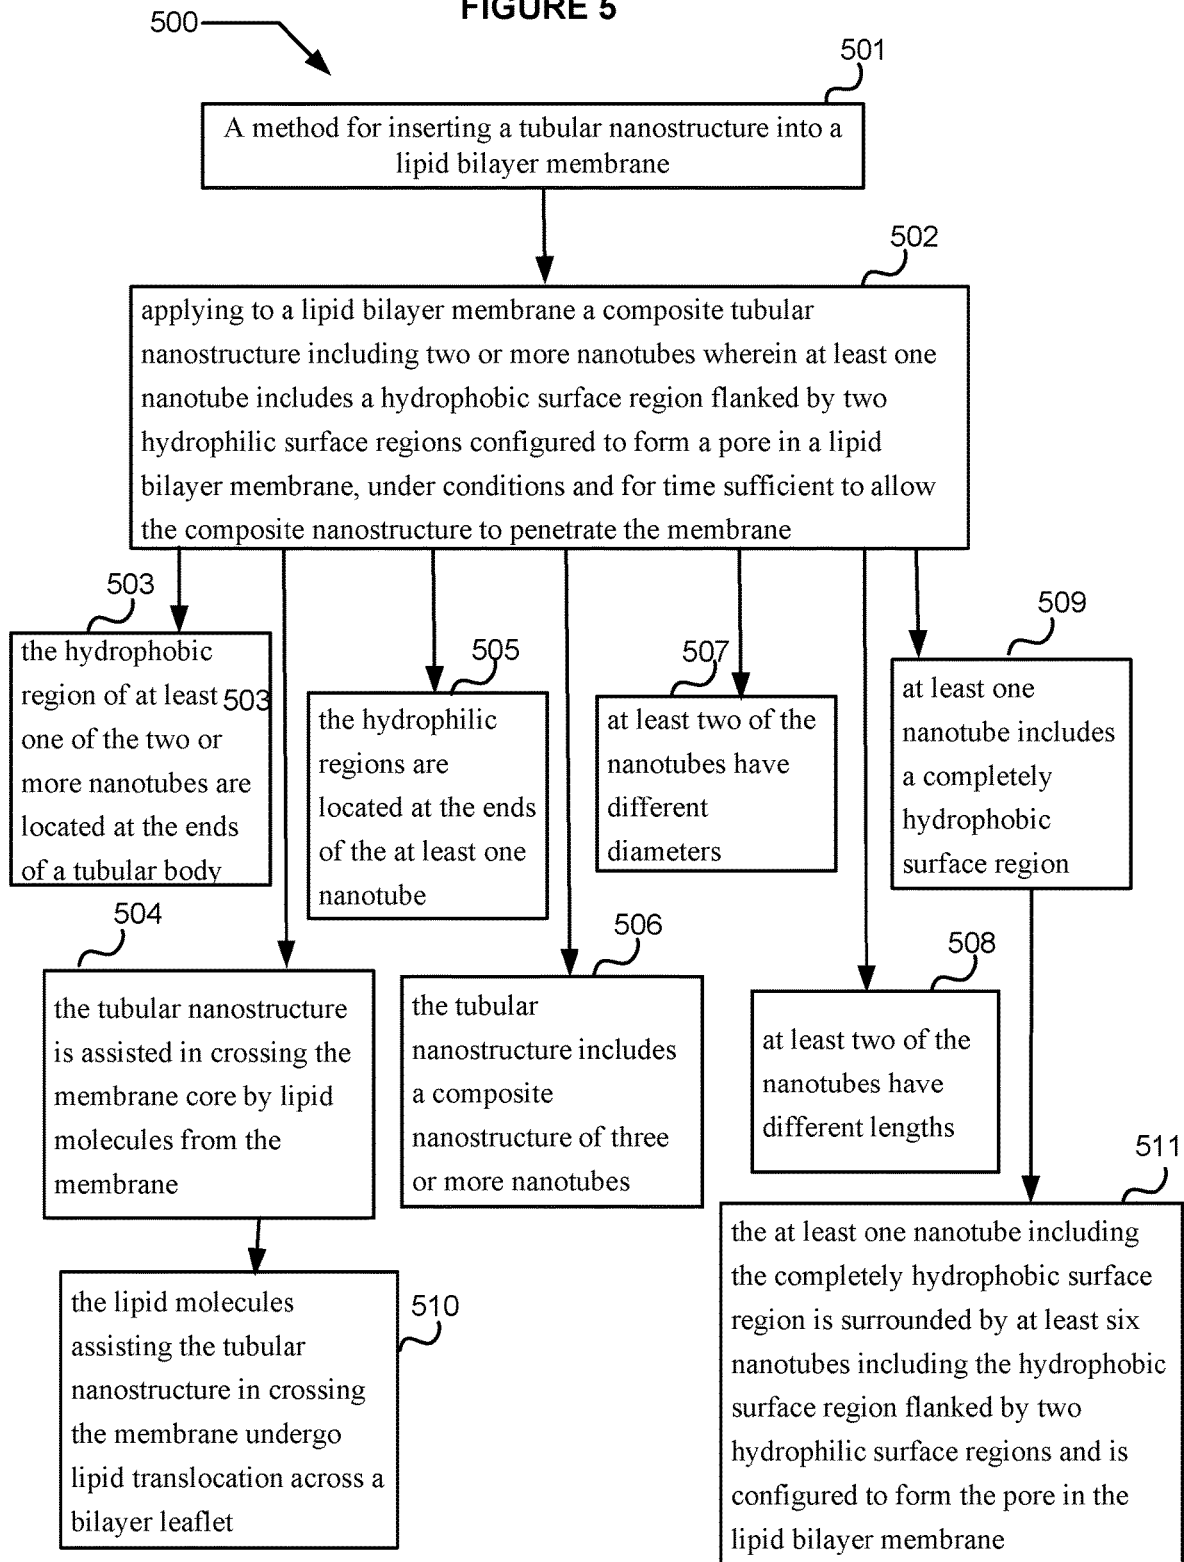 FIGURE 5
500
501
A method for inserting a tubular nanostructure into a
lipid bilayer membrane
502
applying to a lipid bilayer membrane a composite tubular
nanostructure including two or more nanotubes wherein at least one
nanotube includes a hydrophobic surface region flanked by two
hydrophilic surface regions configured to form a pore in a lipid
bilayer membrane, under conditions and for time sufficient to allow
the composite nanostructure to penetrate the membrane
503
the hydrophobic
region of at least 503
one of the two or
more nanotubes are
located at the ends
of a tubular body
505
the hydrophilic
regions are
located at the ends
of the at least one
nanotube
507
at least two of the
nanotubes have
different
diameters
509
at least one
nanotube includes
a completely
hydrophobic
surface region
504
the tubular nanostructure
is assisted in crossing the
membrane core by lipid
molecules from the
membrane
506
the tubular
nanostructure includes
a composite
nanostructure of three
or more nanotubes
508
at least two of the
nanotubes have
different lengths
510
the lipid molecules
assisting the tubular
nanostructure in crossing
the membrane undergo
lipid translocation across a
bilayer leaflet
511
the at least one nanotube including
the completely hydrophobic surface
region is surrounded by at least six
nanotubes including the hydrophobic
surface region flanked by two
hydrophilic surface regions and is
configured to form the pore in the
lipid bilayer membrane